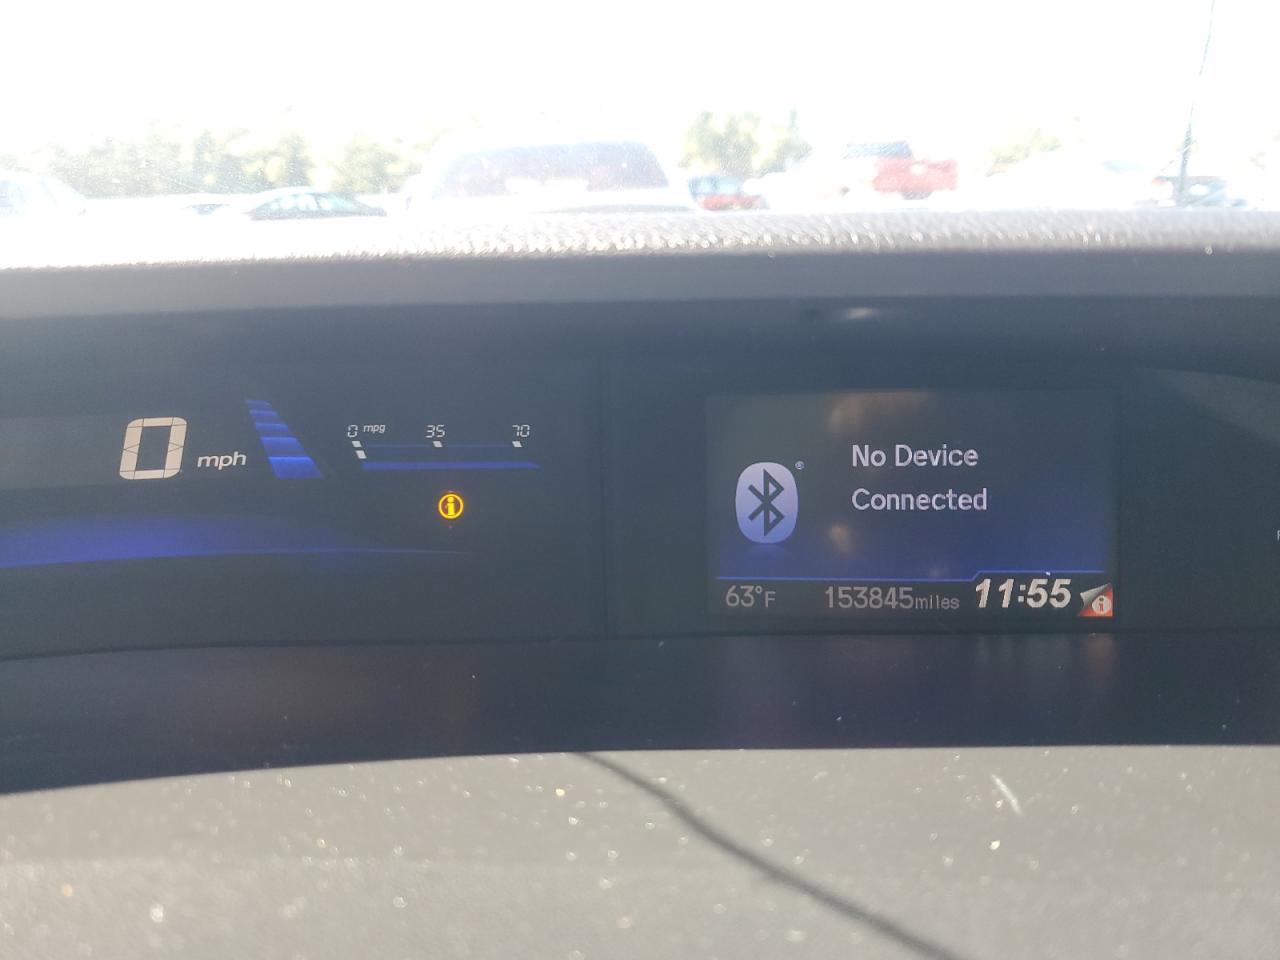 0 mph
0 mpg 35 70
i
No Device
Connected
63°F 153845miles 11:55 i